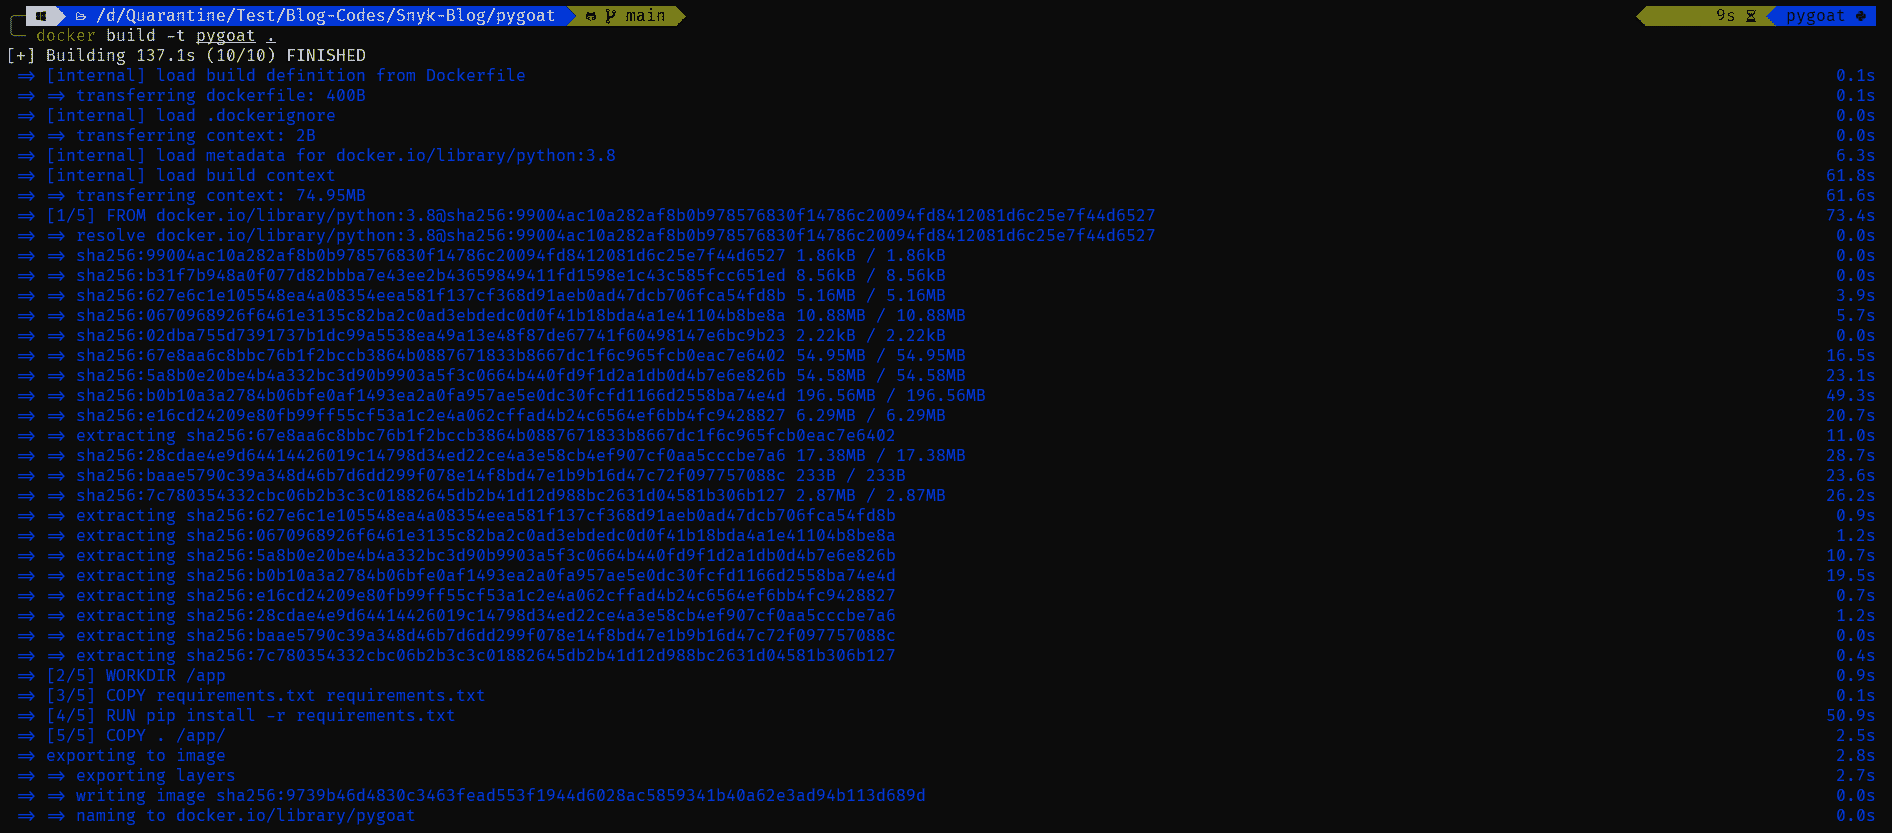 /d/Quarantine/Test/Blog-Codes/Snyk-Blog/pygoat main 9s pygoat
docker build -t pygoat .
[+] Building 137.1s (10/10) FINISHED
=> [internal] load build definition from Dockerfile 0.1s
=> => transferring dockerfile: 400B 0.1s
=> [internal] load .dockerignore 0.0s
=> => transferring context: 2B 0.0s
=> [internal] load metadata for docker.io/library/python:3.8 6.3s
=> [internal] load build context 61.8s
=> => transferring context: 74.95MB 61.6s
=> [1/5] FROM docker.io/library/python:3.8@sha256:99004ac10a282af8b0b978576830f14786c20094fd8412081d6c25e7f44d6527 73.4s
=> => resolve docker.io/library/python:3.8@sha256:99004ac10a282af8b0b978576830f14786c20094fd8412081d6c25e7f44d6527 0.0s
=> => sha256:99004ac10a282af8b0b978576830f14786c20094fd8412081d6c25e7f44d6527 1.86kB / 1.86kB 0.0s
=> => sha256:b31f7b948a0f077d82bbba7e43ee2b43659849411fd1598e1c43c585fcc651ed 8.56kB / 8.56kB 0.0s
=> => sha256:627e6c1e105548ea4a08354eea581f137cf368d91aeb0ad47dcb706fca54fd8b 5.16MB / 5.16MB 3.9s
=> => sha256:0670968926f6461e3135c82ba2c0ad3ebdedc0d0f41b18bda4a1e41104b8be8a 10.88MB / 10.88MB 5.7s
=> => sha256:02dba755d7391737b1dc99a5538ea49a13e48f87de67741f60498147e6bc9b23 2.22kB / 2.22kB 0.0s
=> => sha256:67e8aa6c8bbc76b1f2bccb3864b0887671833b8667dc1f6c965fcb0eac7e6402 54.95MB / 54.95MB 16.5s
=> => sha256:5a8b0e20be4b4a332bc3d90b9903a5f3c0664b440fd9f1d2a1db0d4b7e6e826b 54.58MB / 54.58MB 23.1s
=> => sha256:b0b10a3a2784b06bfe0af1493ea2a0fa957ae5e0dc30fcfd1166d2558ba74e4d 196.56MB / 196.56MB 49.3s
=> => sha256:e16cd24209e80fb99ff55cf53a1c2e4a062cffad4b24c6564ef6bb4fc9428827 6.29MB / 6.29MB 20.7s
=> => extracting sha256:67e8aa6c8bbc76b1f2bccb3864b0887671833b8667dc1f6c965fcb0eac7e6402 11.0s
=> => sha256:28cdae4e9d64414426019c14798d34ed22ce4a3e58cb4ef907cf0aa5cccbe7a6 17.38MB / 17.38MB 28.7s
=> => sha256:baae5790c39a348d46b7d6dd299f078e14f8bd47e1b9b16d47c72f097757088c 233B / 233B 23.6s
=> => sha256:7c780354332cbc06b2b3c3c01882645db2b41d12d988bc2631d04581b306b127 2.87MB / 2.87MB 26.2s
=> => extracting sha256:627e6c1e105548ea4a08354eea581f137cf368d91aeb0ad47dcb706fca54fd8b 0.9s
=> => extracting sha256:0670968926f6461e3135c82ba2c0ad3ebdedc0d0f41b18bda4a1e41104b8be8a 1.2s
=> => extracting sha256:5a8b0e20be4b4a332bc3d90b9903a5f3c0664b440fd9f1d2a1db0d4b7e6e826b 10.7s
=> => extracting sha256:b0b10a3a2784b06bfe0af1493ea2a0fa957ae5e0dc30fcfd1166d2558ba74e4d 19.5s
=> => extracting sha256:e16cd24209e80fb99ff55cf53a1c2e4a062cffad4b24c6564ef6bb4fc9428827 0.7s
=> => extracting sha256:28cdae4e9d64414426019c14798d34ed22ce4a3e58cb4ef907cf0aa5cccbe7a6 1.2s
=> => extracting sha256:baae5790c39a348d46b7d6dd299f078e14f8bd47e1b9b16d47c72f097757088c 0.0s
=> => extracting sha256:7c780354332cbc06b2b3c3c01882645db2b41d12d988bc2631d04581b306b127 0.4s
=> [2/5] WORKDIR /app 0.9s
=> [3/5] COPY requirements.txt requirements.txt 0.1s
=> [4/5] RUN pip install -r requirements.txt 50.9s
=> [5/5] COPY . /app/ 2.5s
=> exporting to image 2.8s
=> => exporting layers 2.7s
=> => writing image sha256:9739b46d4830c3463fead553f1944d6028ac5859341b40a62e3ad94b113d689d 0.0s
=> => naming to docker.io/library/pygoat 0.0s